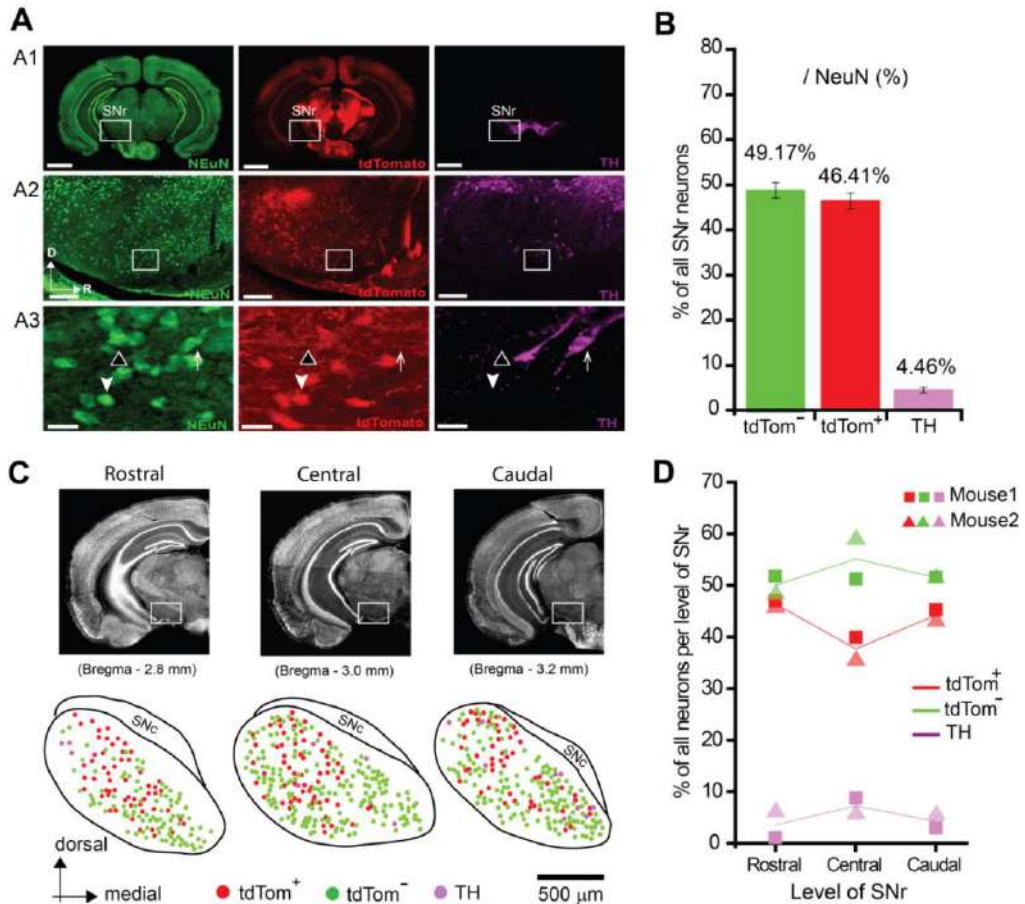 A
A1
SNr
NEuN
SNr
tdTomato
SNr
TH
A2
D
R
NEuN
tdTomato
TH
A3
NEuN
tdTomato
TH
B
/ NeuN (%)
% of all SNr neurons
80
70
60
50
40
30
20
10
0
49.17%
46.41%
4.46%
tdTom⁻
tdTom⁺
TH
C
Rostral
Central
Caudal
(Bregma - 2.8 mm)
(Bregma - 3.0 mm)
(Bregma - 3.2 mm)
SNc
SNc
SNc
dorsal
medial
tdTom⁺
tdTom⁻
TH
500 μm
D
% of all neurons per level of SNr
70
60
50
40
30
20
10
0
Mouse1
Mouse2
tdTom⁺
tdTom⁻
TH
Rostral
Central
Caudal
Level of SNr